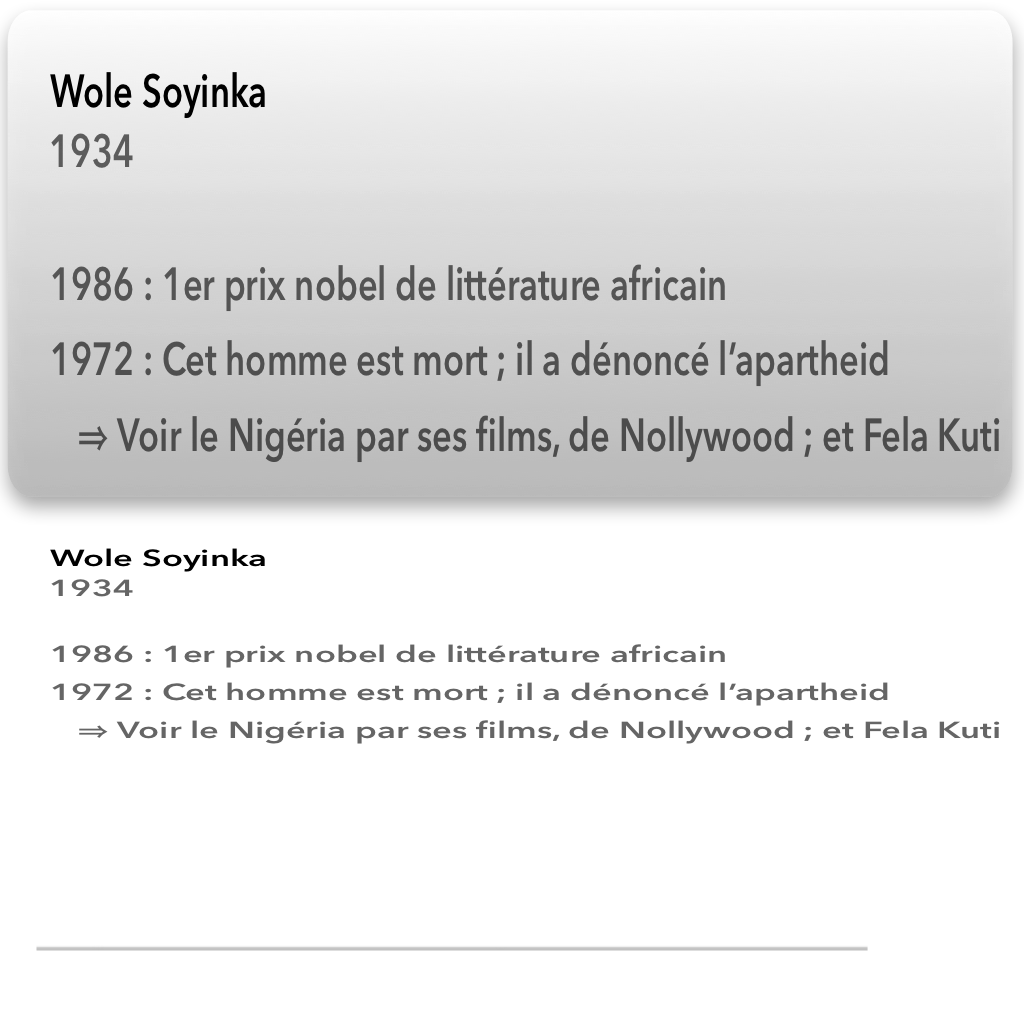 Wole Soyinka
1934
1986 : 1er prix nobel de littérature africain
1972 : Cet homme est mort ; il a dénoncé l’apartheid
⇒ Voir le Nigéria par ses films, de Nollywood ; et Fela Kuti
Wole Soyinka
1934
1986 : 1er prix nobel de littérature africain
1972 : Cet homme est mort ; il a dénoncé l’apartheid
⇒ Voir le Nigéria par ses films, de Nollywood ; et Fela Kuti